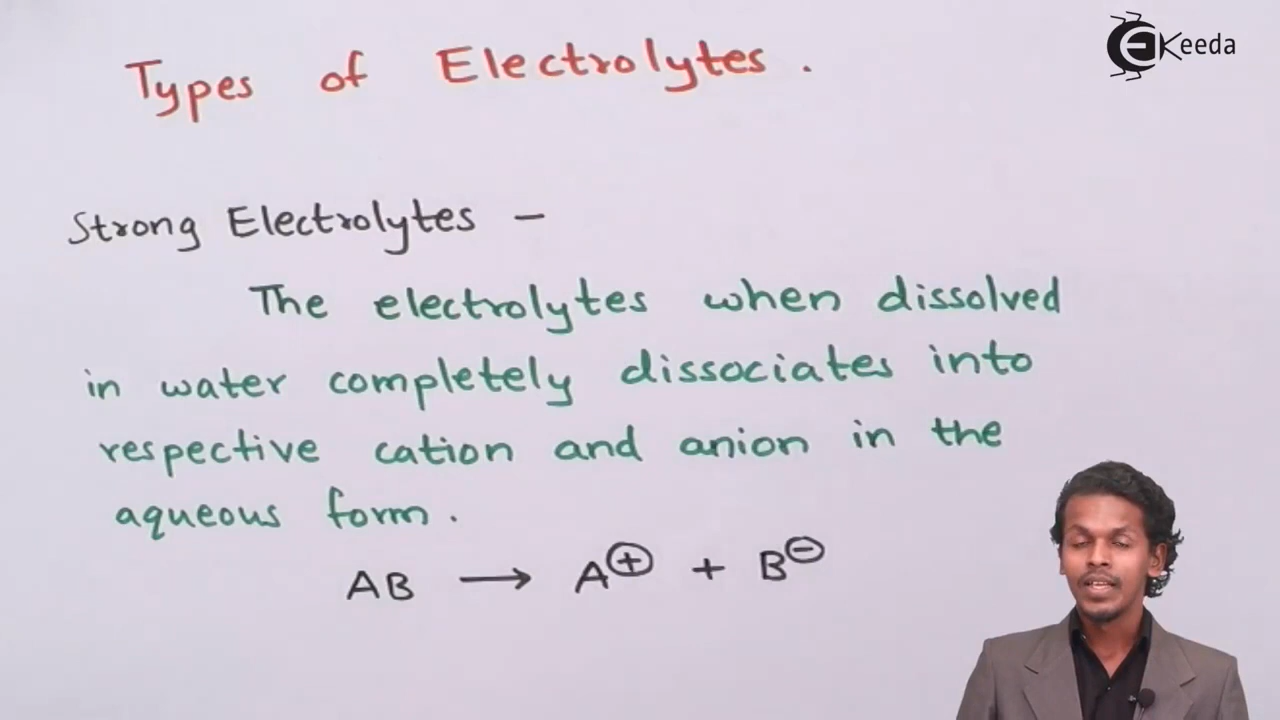 Types of Electrolytes.
EKeeda
Strong Electrolytes -
The electrolytes when dissolved
in water completely dissociates into
respective cation and anion in the
aqueous form.
AB → A⊕ + B⊖